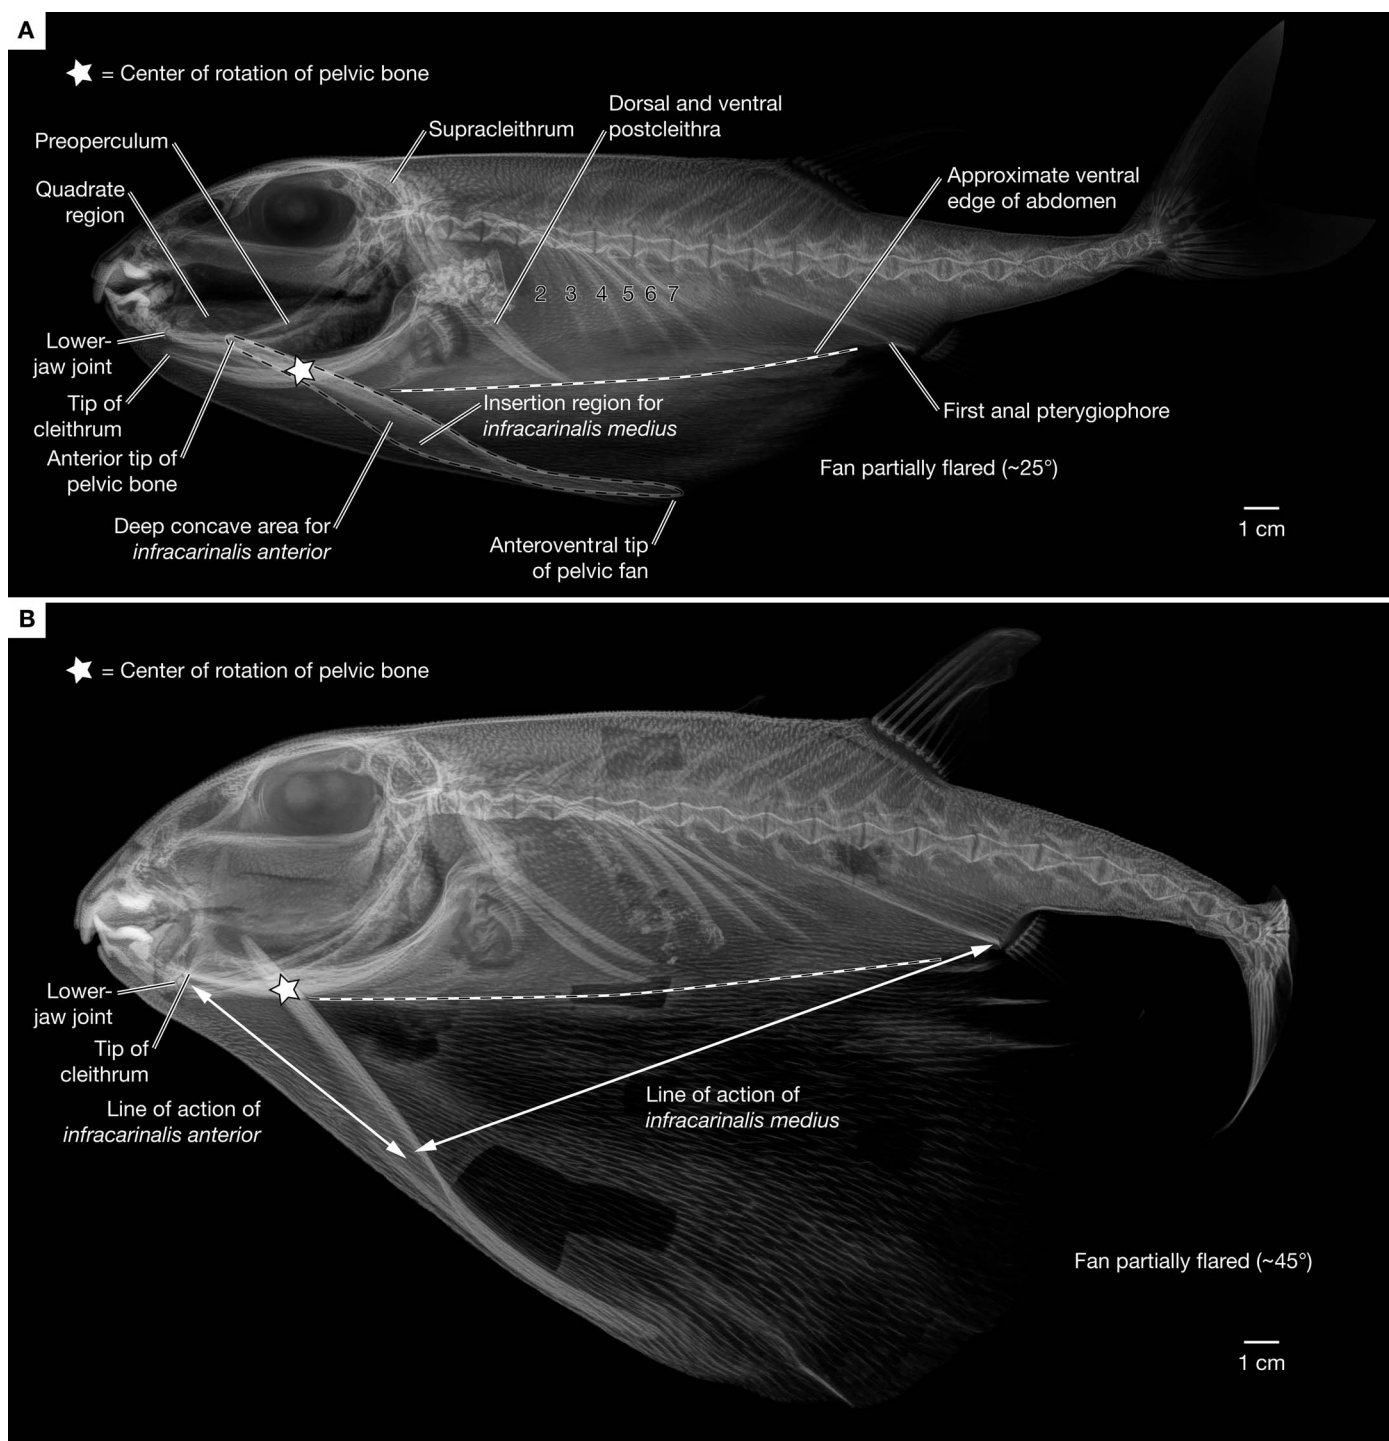 A
= Center of rotation of pelvic bone
Dorsal and ventral
postcleithra
Supracleithrum
Preoperculum
Quadrate
region
Approximate ventral
edge of abdomen
2 3 4 5 6 7
Lower-
jaw joint
Tip of
cleithrum
Anterior tip of
pelvic bone
Insertion region for
infracarinalis medius
First anal pterygiophore
Fan partially flared (~25°)
Deep concave area for
infracarinalis anterior
Anteroventral tip
of pelvic fan
1 cm
B
= Center of rotation of pelvic bone
Lower-
jaw joint
Tip of
cleithrum
Line of action of
infracarinalis anterior
Line of action of
infracarinalis medius
Fan partially flared (~45°)
1 cm